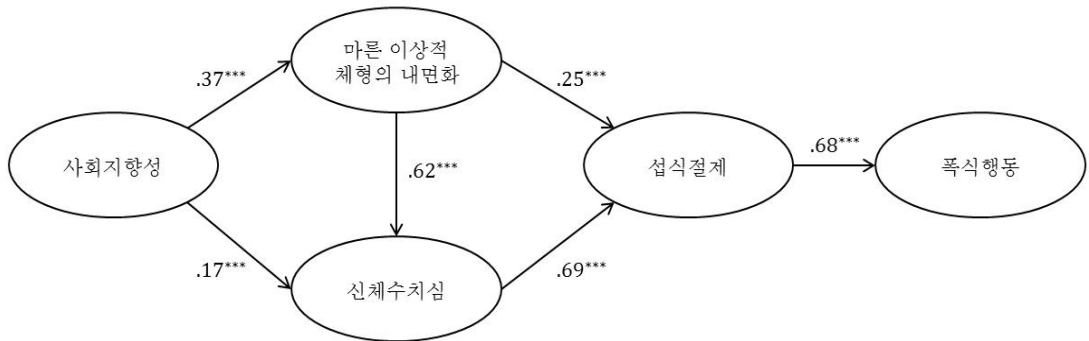 마른 이상적
체형의 내면화
.37***
.25***
사회지향성
.62***
섭식절제
.68***
폭식행동
.17***
.69***
신체수치심